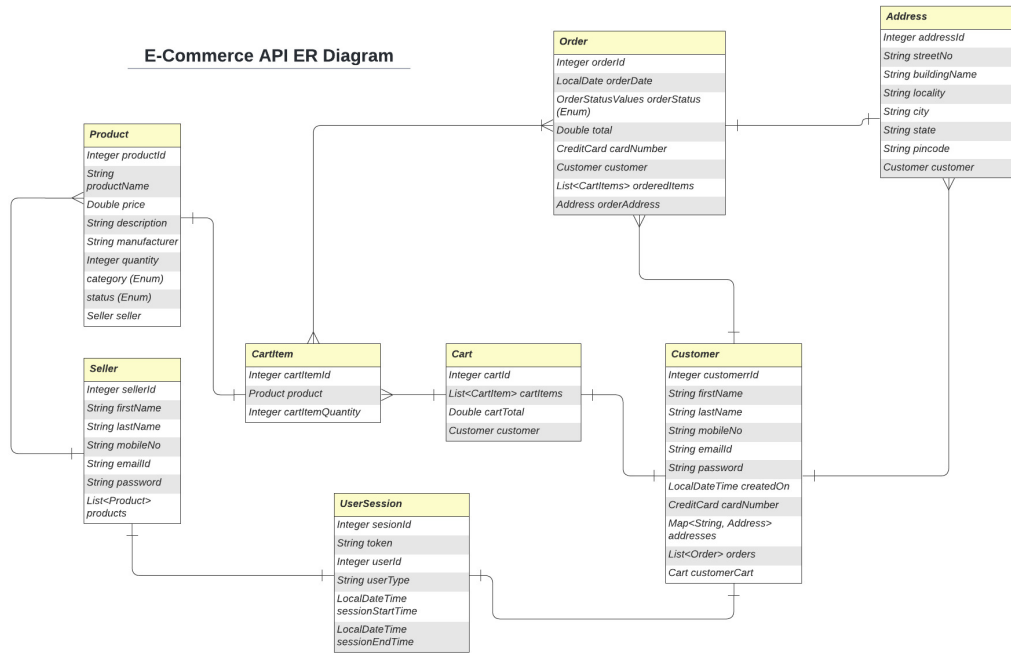 E-Commerce API ER Diagram
Product
Integer productId
String
productName
Double price
String description
String manufacturer
Integer quantity
category (Enum)
status (Enum)
Seller seller
Seller
Integer sellerId
String firstName
String lastName
String mobileNo
String emailId
String password
List<Product>
products
CartItem
Integer cartItemId
Product product
Integer cartItemQuantity
Cart
Integer cartId
List<CartItem> cartItems
Double cartTotal
Customer customer
UserSession
Integer sesionId
String token
Integer userId
String userType
LocalDateTime
sessionStartTime
LocalDateTime
sessionEndTime
Order
Integer orderId
LocalDate orderDate
OrderStatusValues orderStatus
(Enum)
Double total
CreditCard cardNumber
Customer customer
List<CartItems> orderedItems
Address orderAddress
Customer
Integer customerrId
String firstName
String lastName
String mobileNo
String emailId
String password
LocalDateTime createdOn
CreditCard cardNumber
Map<String, Address>
addresses
List<Order> orders
Cart customerCart
Address
Integer addressId
String streetNo
String buildingName
String locality
String city
String state
String pincode
Customer customer